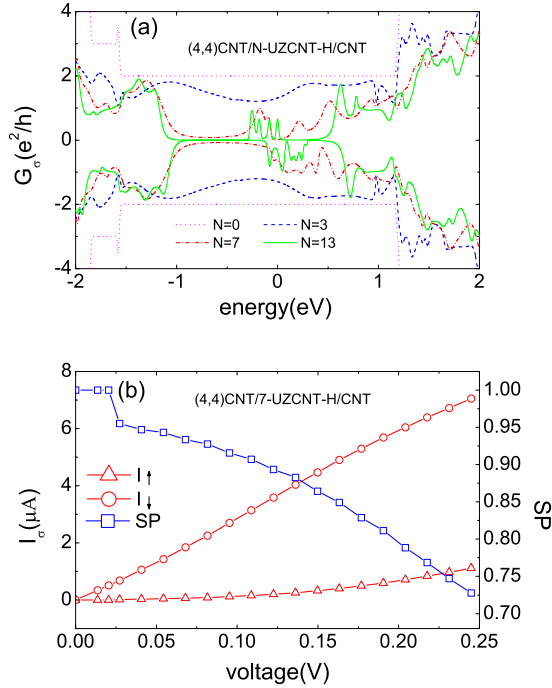 (a)
(4,4)CNT/N-UZCNT-H/CNT
Gσ(e²/h)
4
2
0
-2
-4
N=0
N=3
N=7
N=13
-2
-1
0
1
2
energy(eV)
(b)
(4,4)CNT/7-UZCNT-H/CNT
Iσ(μA)
8
6
4
2
0
I↑
I↓
SP
1.00
0.95
0.90
0.85
0.80
0.75
0.70
SP
0.00
0.05
0.10
0.15
0.20
0.25
voltage(V)